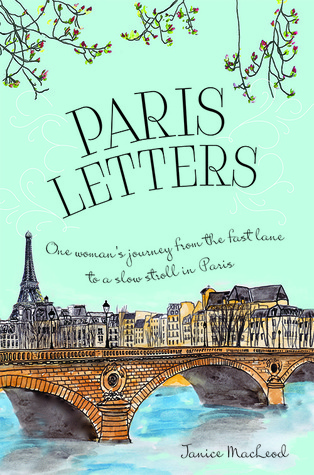 PARIS
LETTERS
One woman's journey from the fast lane
to a slow stroll in Paris
Janice MacLeod